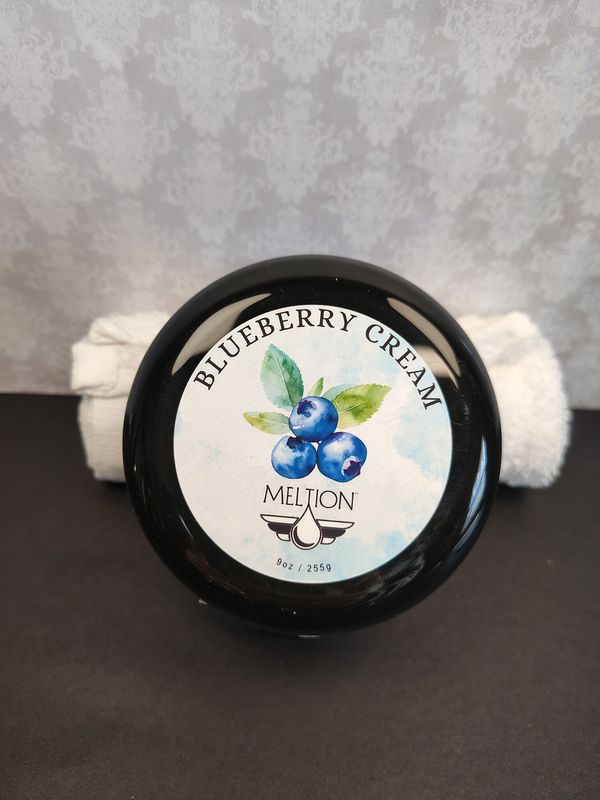 BLUEBERRY CREAM
MELTION™
9oz / 255g